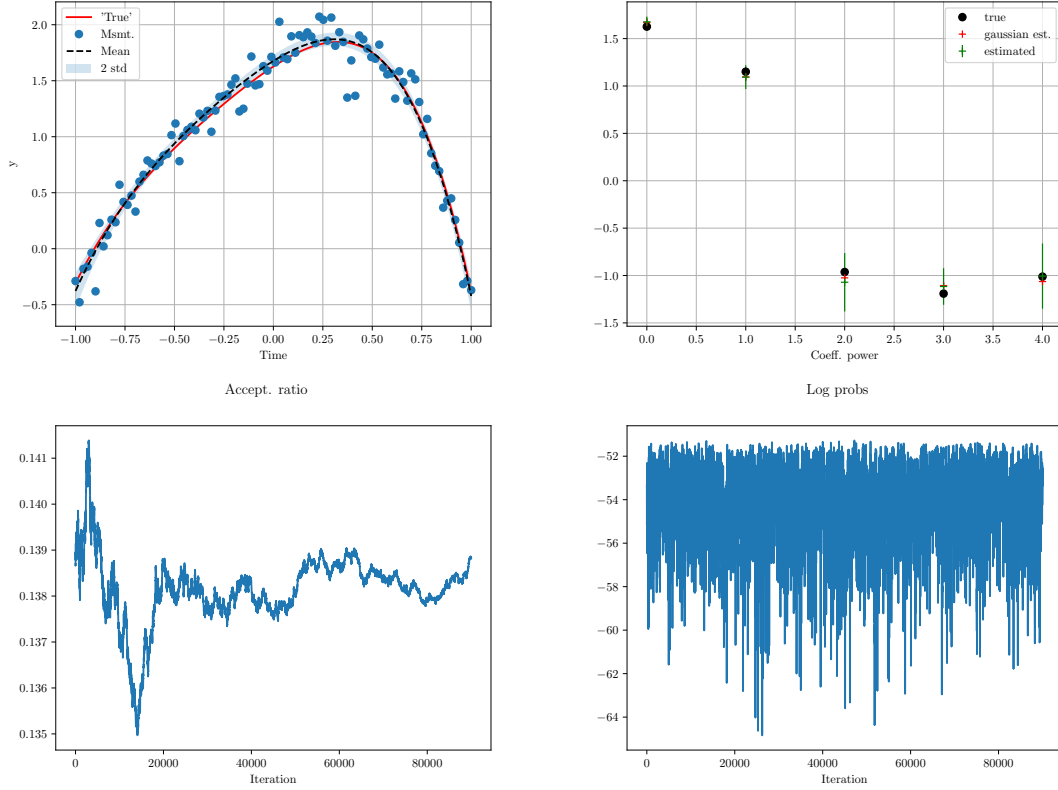 2.0
1.5
1.0
0.5
0.0
−0.5
y
'True'
Msmt.
Mean
2 std
−1.00 −0.75 −0.50 −0.25 0.00 0.25 0.50 0.75 1.00
Time
1.5
1.0
0.5
0.0
−0.5
−1.0
−1.5
true
gaussian est.
estimated
0.0 0.5 1.0 1.5 2.0 2.5 3.0 3.5 4.0
Coeff. power
Accept. ratio
0.141
0.140
0.139
0.138
0.137
0.136
0.135
0 20000 40000 60000 80000
Iteration
Log probs
−52
−54
−56
−58
−60
−62
−64
0 20000 40000 60000 80000
Iteration